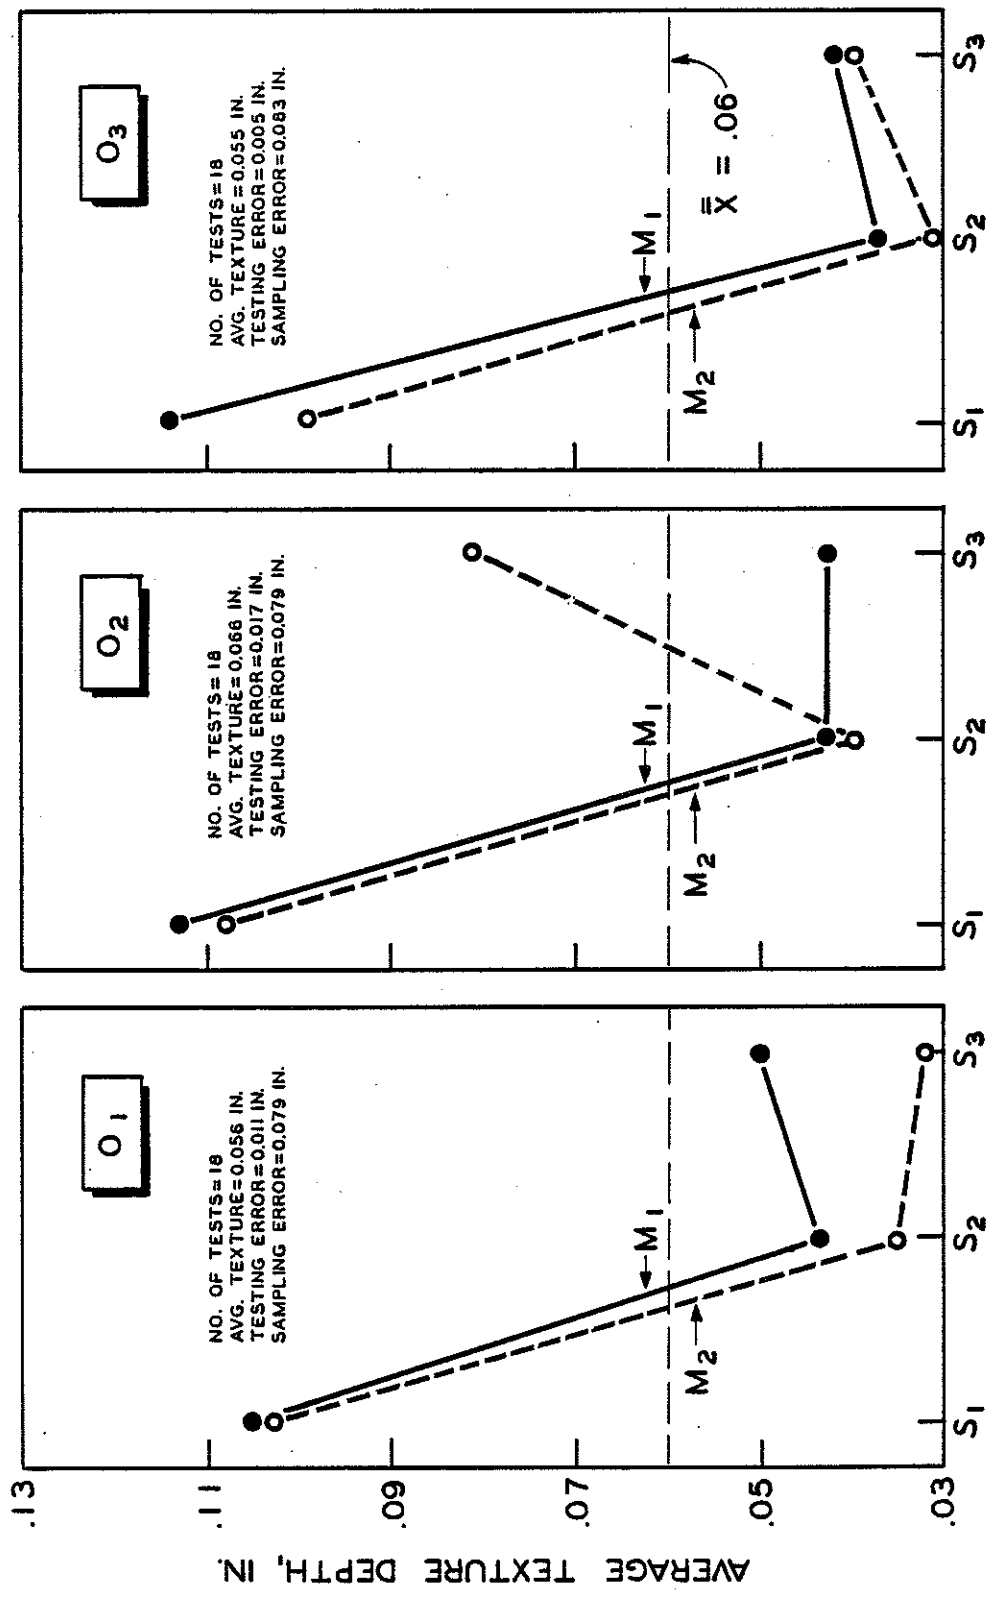 AVERAGE TEXTURE DEPTH, IN.
.13
.11
.09
.07
.05
.03
O1
NO. OF TESTS=18
AVG. TEXTURE=0.056 IN.
TESTING ERROR=0.011 IN.
SAMPLING ERROR=0.079 IN.
M1
M2
S1
S2
S3
O2
NO. OF TESTS=18
AVG. TEXTURE=0.066 IN.
TESTING ERROR=0.017 IN.
SAMPLING ERROR=0.079 IN.
M1
M2
S1
S2
S3
O3
NO. OF TESTS=18
AVG. TEXTURE=0.055 IN.
TESTING ERROR=0.005 IN.
SAMPLING ERROR=0.083 IN.
M1
M2
X̿ = .06
S1
S2
S3